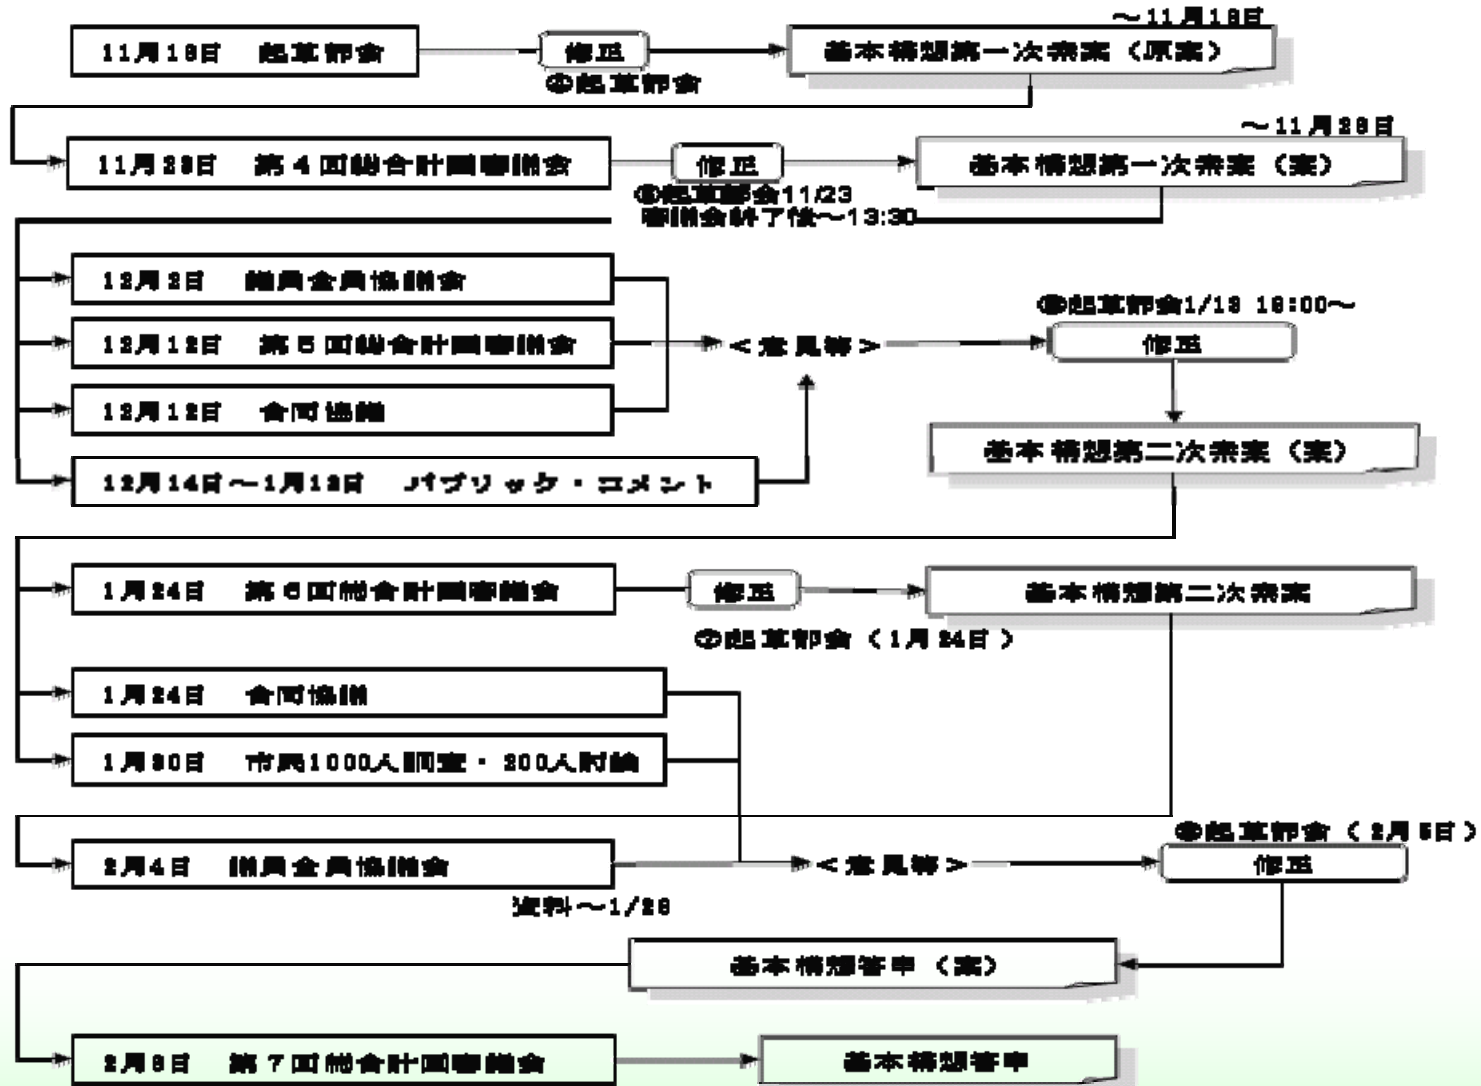 ～11月18日
11月18日 起草部会
修正
基本構想第一次素案（原案）
起草部会
11月23日 第4回総合計画審議会
修正
～11月28日
基本構想第一次素案（案）
起草部会11/23
審議会終了後～13:30
12月2日 議員全員協議会
12月12日 第5回総合計画審議会
12月12日 合同協議
12月14日～1月13日 パブリック・コメント
＜意見等＞
起草部会1/18 18:00～
修正
基本構想第二次素案（案）
1月24日 第6回総合計画審議会
修正
基本構想第二次素案
⑦起草部会（1月24日）
1月24日 合同協議
1月30日 市民1000人調査・200人討論
2月4日 議員全員協議会
＜意見等＞
起草部会（2月5日）
修正
資料～1/28
基本構想答申（案）
第7回総合計画審議会
基本構想答申